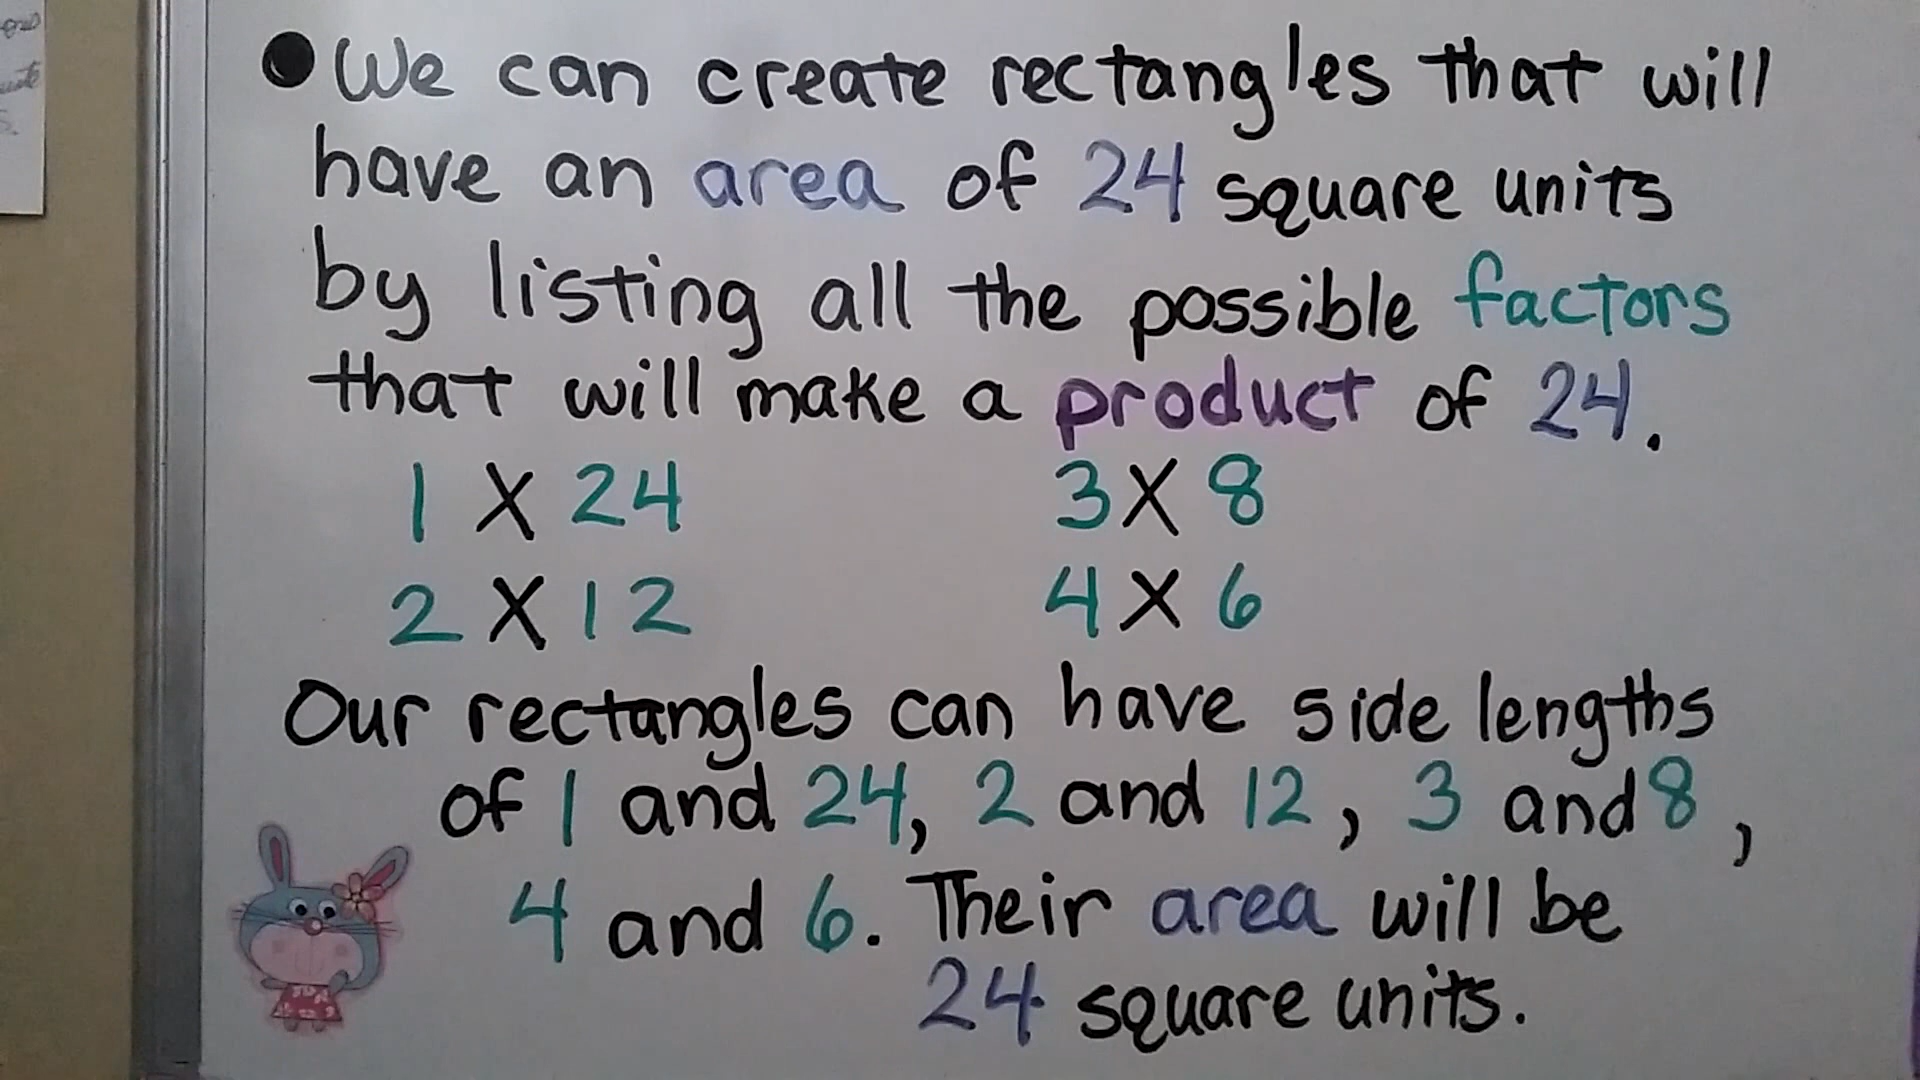 ● We can create rectangles that will
have an area of 24 square units
by listing all the possible factors
that will make a product of 24.
1 X 24 3 X 8
2 X 12 4 X 6
Our rectangles can have side lengths
of 1 and 24, 2 and 12, 3 and 8,
4 and 6. Their area will be
24 square units.